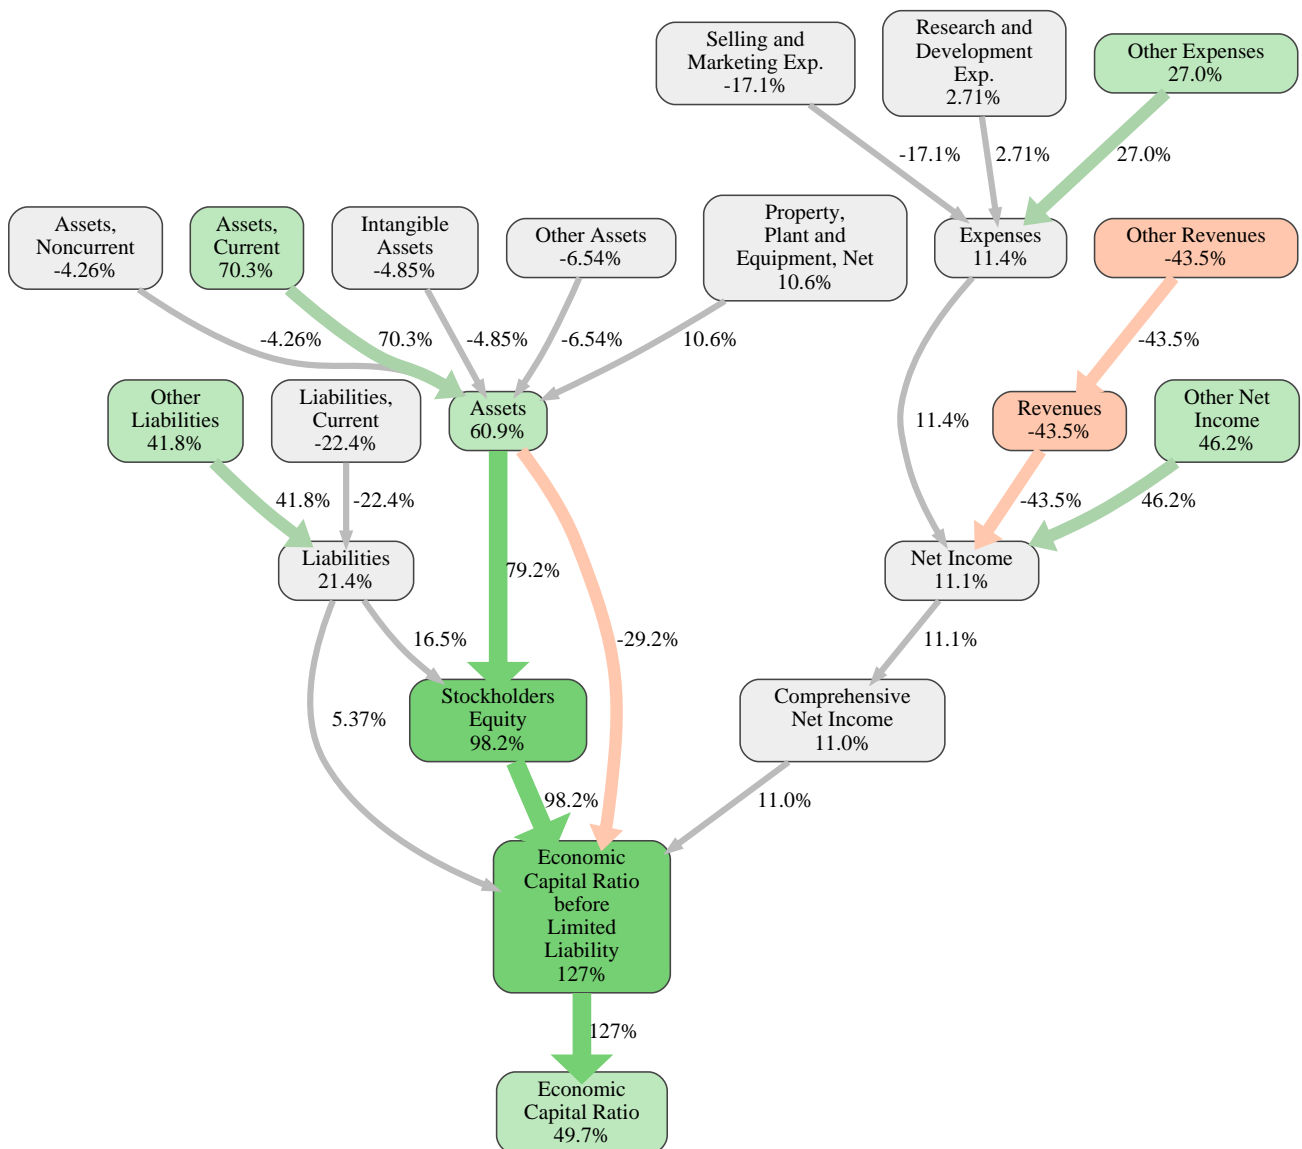 Selling and
Marketing Exp.
-17.1%
Research and
Development
Exp.
2.71%
Other Expenses
27.0%
-17.1%
2.71%
27.0%
Assets,
Noncurrent
-4.26%
Assets,
Current
70.3%
Intangible
Assets
-4.85%
Other Assets
-6.54%
Property,
Plant and
Equipment, Net
10.6%
Expenses
11.4%
Other Revenues
-43.5%
-4.26%
70.3%
-4.85%
-6.54%
10.6%
-43.5%
Other
Liabilities
41.8%
Liabilities,
Current
-22.4%
Assets
60.9%
11.4%
Revenues
-43.5%
Other Net
Income
46.2%
41.8%
-22.4%
-43.5%
46.2%
Liabilities
21.4%
79.2%
Net Income
11.1%
16.5%
-29.2%
11.1%
5.37%
Stockholders
Equity
98.2%
Comprehensive
Net Income
11.0%
98.2%
11.0%
Economic
Capital Ratio
before
Limited
Liability
127%
127%
Economic
Capital Ratio
49.7%